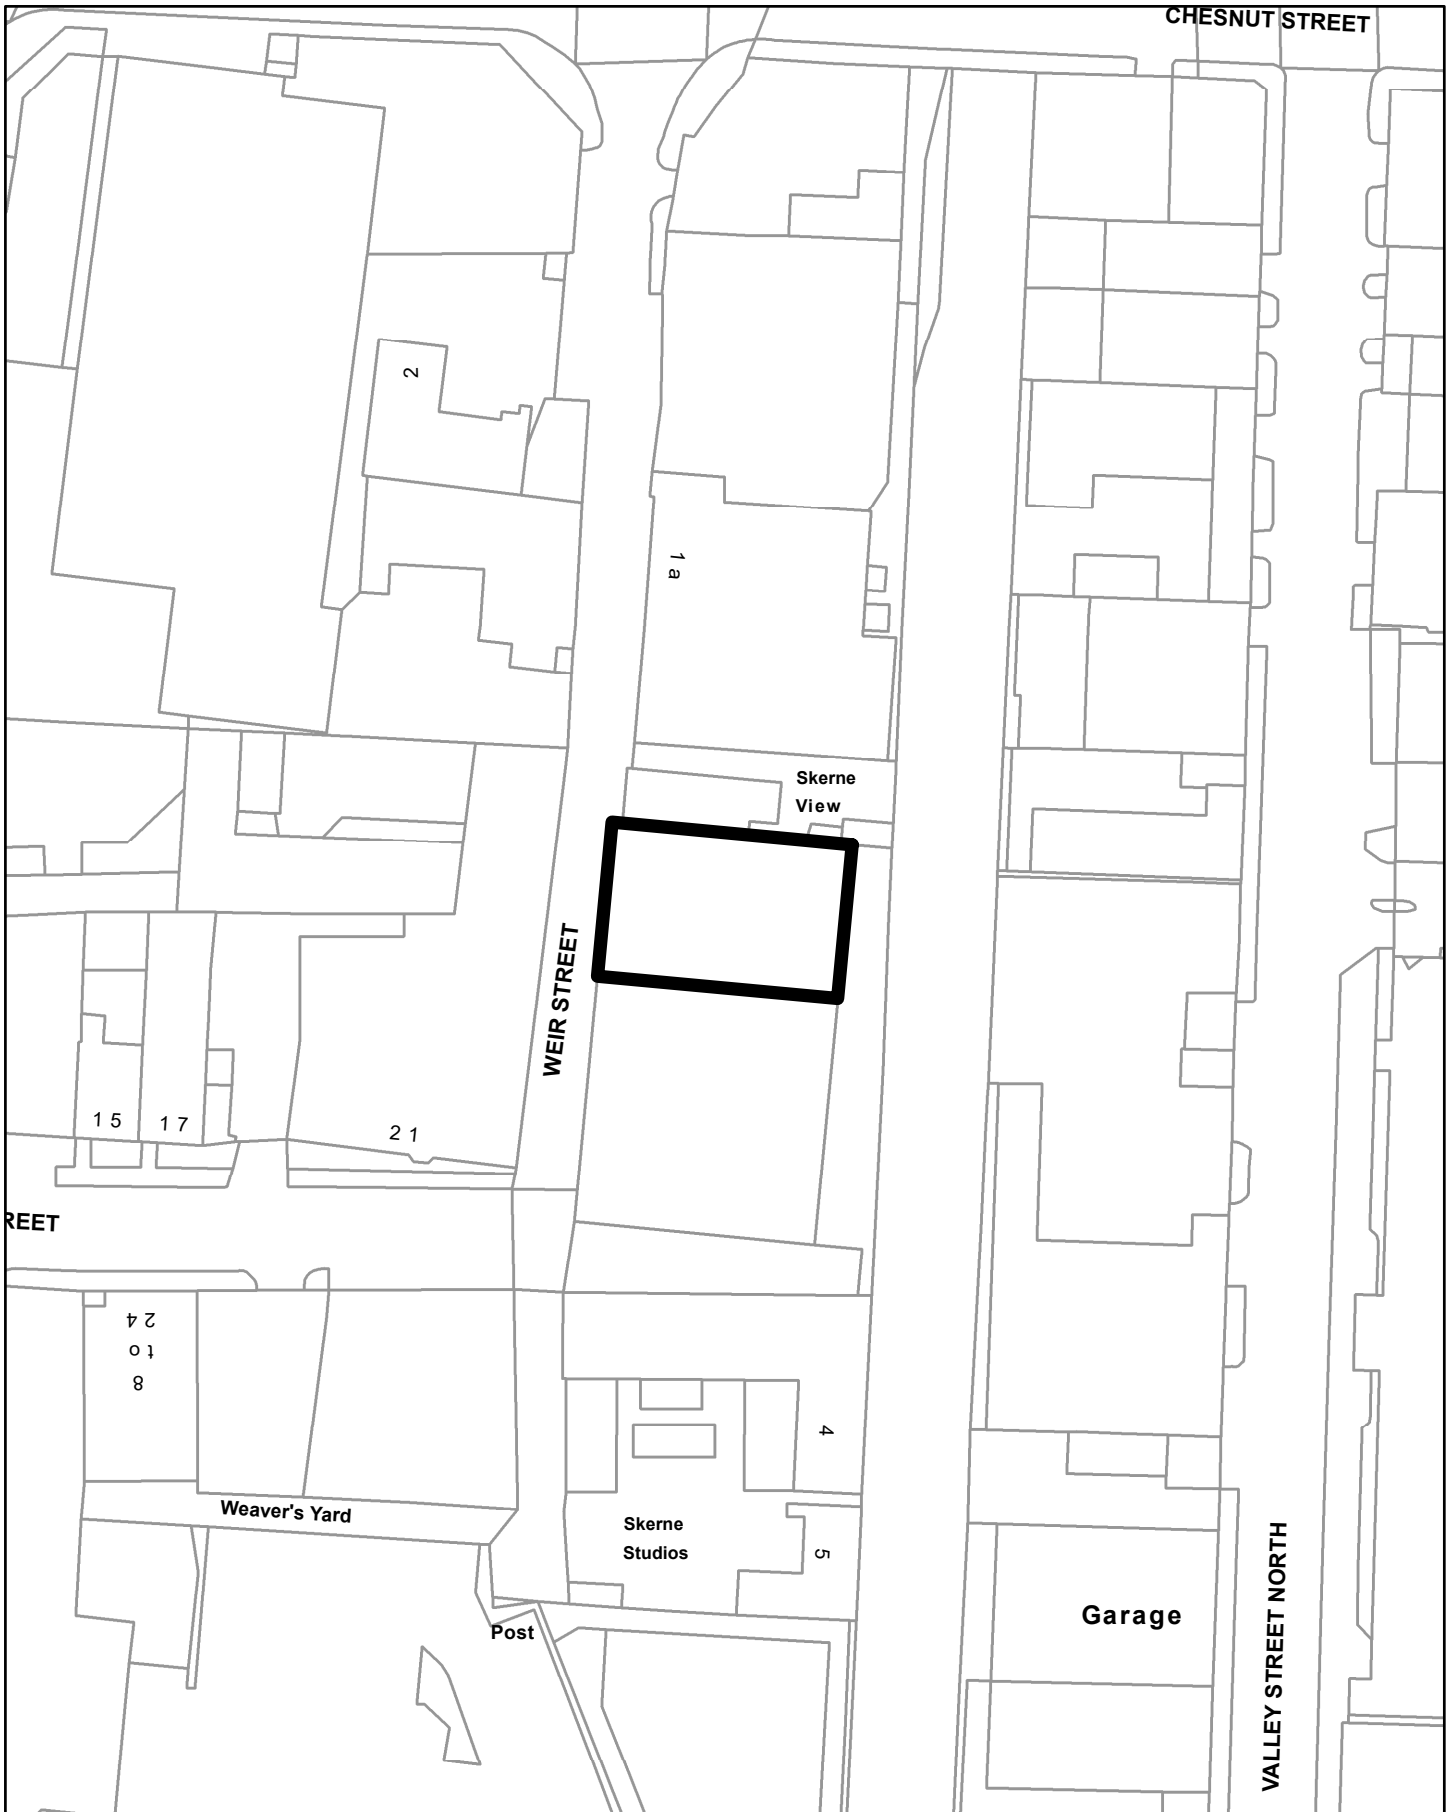 CHESNUT STREET
2
1a
Skerne
View
WEIR STREET
15
17
21
REET
24
to
8
4
Weaver's Yard
Skerne
Studios
5
Garage
Post
VALLEY STREET NORTH